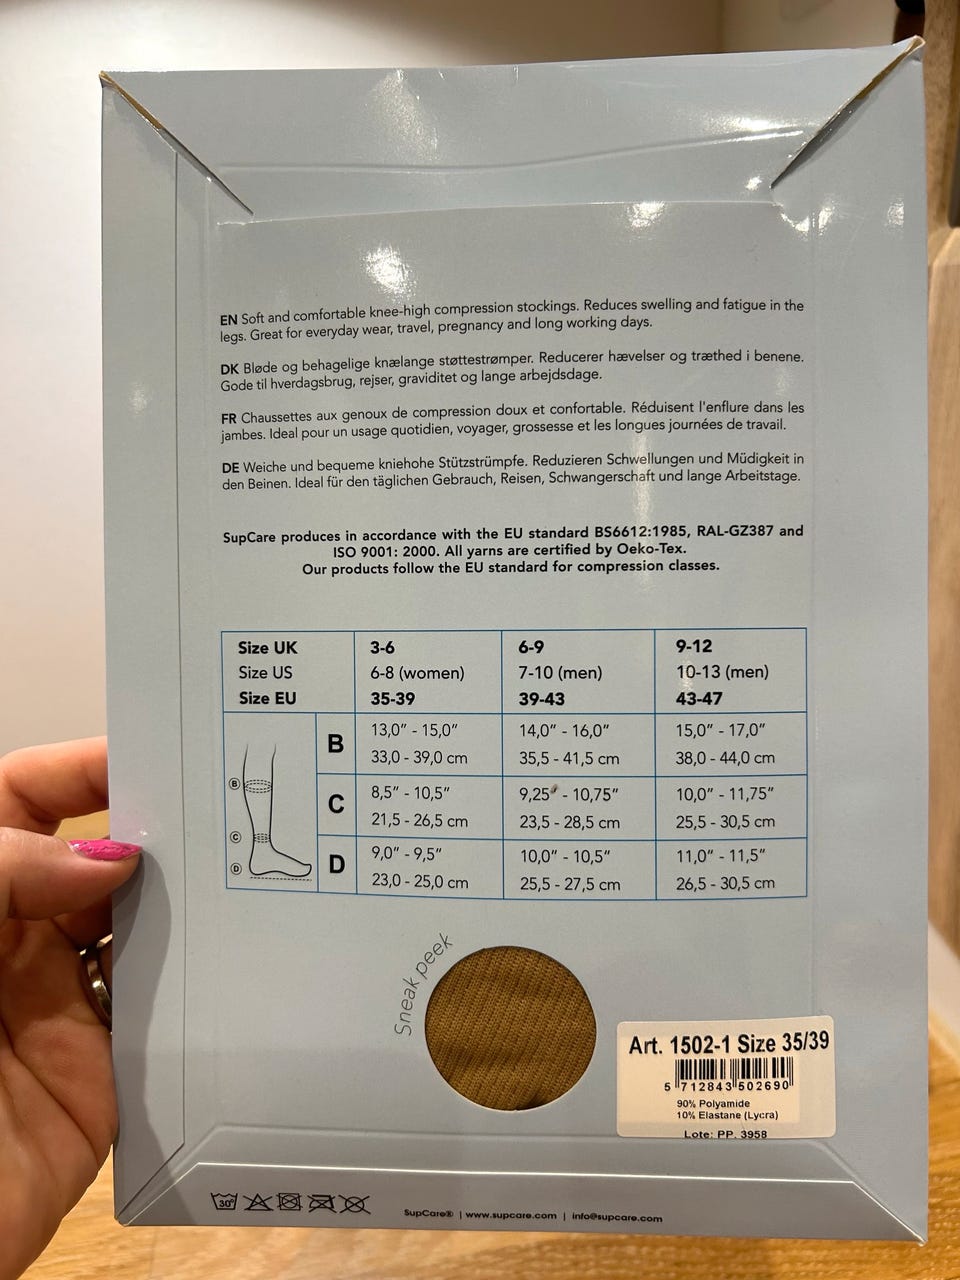 EN Soft and comfortable knee-high compression stockings. Reduces swelling and fatigue in the
legs. Great for everyday wear, travel, pregnancy and long working days.
DK Bløde og behagelige knælange støttestrømper. Reducerer hævelser og træthed i benene.
Gode til hverdagsbrug, rejser, graviditet og lange arbejdsdage.
FR Chaussettes aux genoux de compression doux et confortable. Réduisent l'enflure dans les
jambes. Ideal pour un usage quotidien, voyager, grossesse et les longues journées de travail.
DE Weiche und bequeme kniehohe Stützstrümpfe. Reduzieren Schwellungen und Müdigkeit in
den Beinen. Ideal für den täglichen Gebrauch, Reisen, Schwangerschaft und lange Arbeitstage.
SupCare produces in accordance with the EU standard BS6612:1985, RAL-GZ387 and
ISO 9001: 2000. All yarns are certified by Oeko-Tex.
Our products follow the EU standard for compression classes.
Size UK 3-6 6-9 9-12
Size US 6-8 (women) 7-10 (men) 10-13 (men)
Size EU 35-39 39-43 43-47
B 13,0" - 15,0" 14,0" - 16,0" 15,0" - 17,0"
33,0 - 39,0 cm 35,5 - 41,5 cm 38,0 - 44,0 cm
C 8,5" - 10,5" 9,25" - 10,75" 10,0" - 11,75"
21,5 - 26,5 cm 23,5 - 28,5 cm 25,5 - 30,5 cm
D 9,0" - 9,5" 10,0" - 10,5" 11,0" - 11,5"
23,0 - 25,0 cm 25,5 - 27,5 cm 26,5 - 30,5 cm
B
C
D
Sneak peek
Art. 1502-1 Size 35/39
5 712843 502690
90% Polyamide
10% Elastane (Lycra)
Lote: PP. 3958
30°
SupCare® | www.supcare.com | info@supcare.com